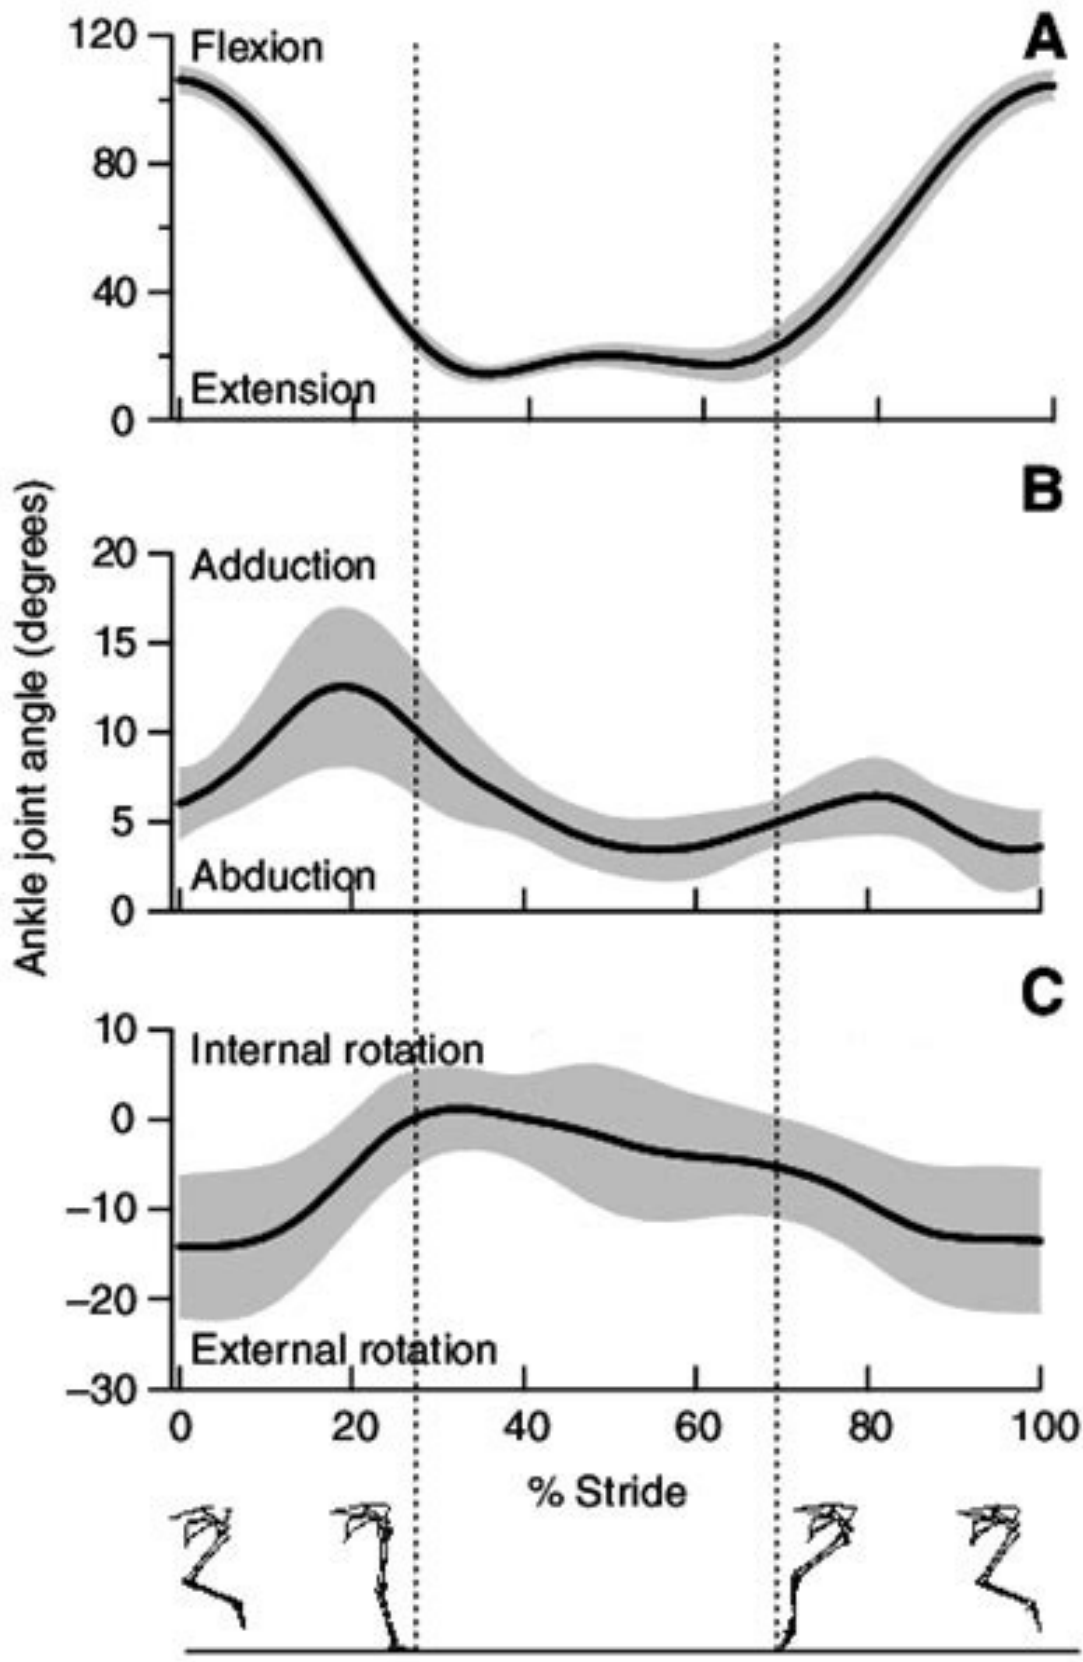 A
120
Flexion
80
40
Extension
0
B
Ankle joint angle (degrees)
20
Adduction
15
10
5
Abduction
0
C
10
Internal rotation
0
−10
−20
External rotation
−30
0 20 40 60 80 100
% Stride